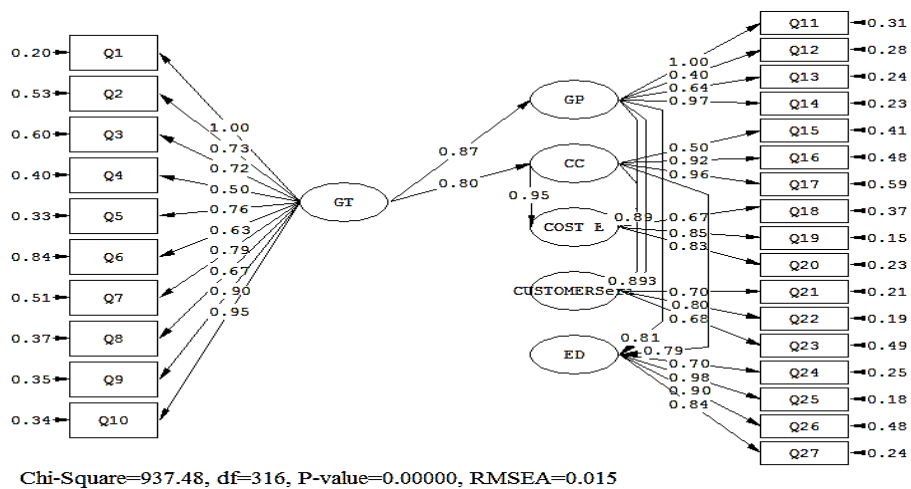 0.20 Q1
0.53 Q2
0.60 Q3
0.40 Q4
0.33 Q5
0.84 Q6
0.51 Q7
0.37 Q8
0.35 Q9
0.34 Q10
1.00
0.73
0.72
0.50
0.76
0.63
0.79
0.67
0.90
0.95
GT
0.87
0.80
GP
CC
0.95
COST E
CUSTOMERSer
ED
0.89
0.893
0.81
0.79
1.00
0.40
0.64
0.97
0.50
0.92
0.96
0.67
0.85
0.83
0.70
0.80
0.68
0.70
0.98
0.90
0.84
Q11 0.31
Q12 0.28
Q13 0.24
Q14 0.23
Q15 0.41
Q16 0.48
Q17 0.59
Q18 0.37
Q19 0.15
Q20 0.23
Q21 0.21
Q22 0.19
Q23 0.49
Q24 0.25
Q25 0.18
Q26 0.48
Q27 0.24
Chi-Square=937.48, df=316, P-value=0.00000, RMSEA=0.015